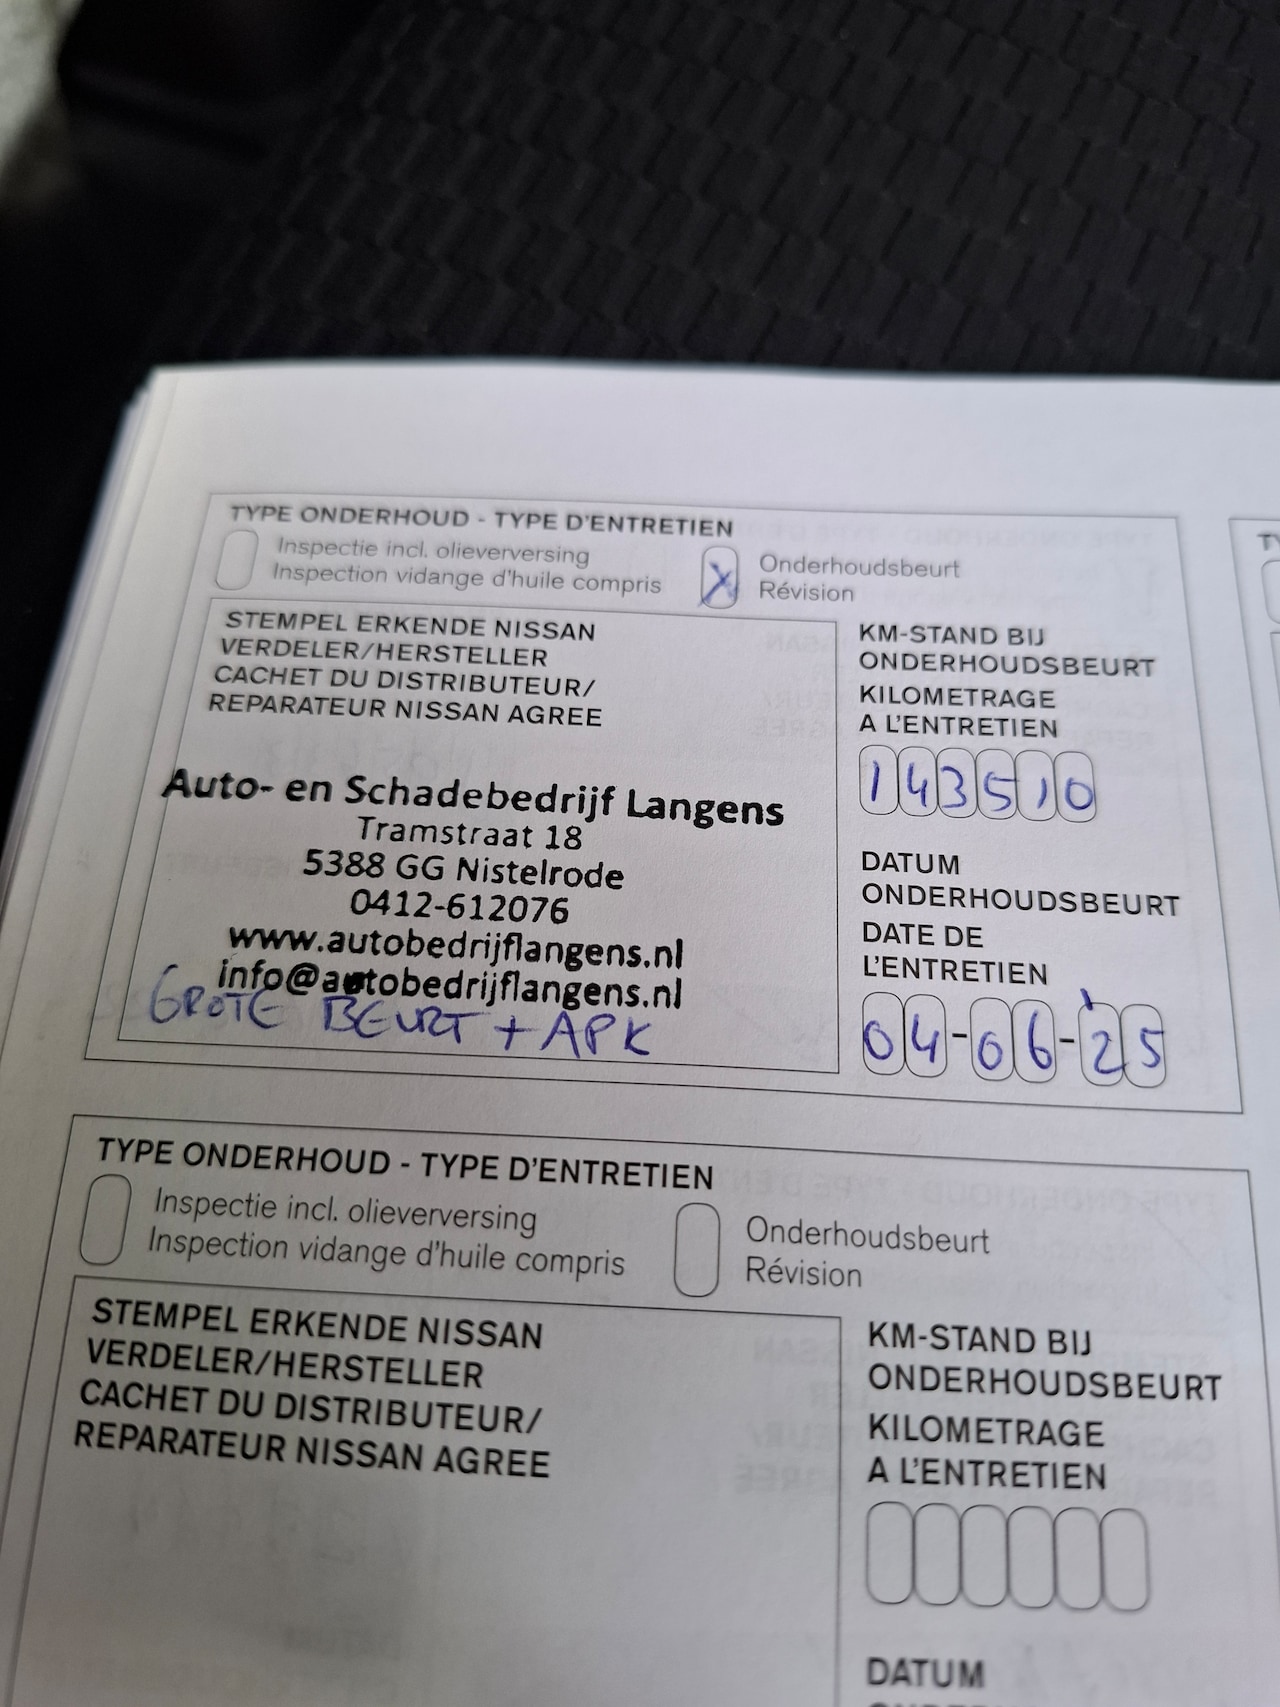 TYPE ONDERHOUD - TYPE D'ENTRETIEN
Inspectie incl. olieverversing
Inspection vidange d'huile compris
X
Onderhoudsbeurt
Révision
STEMPEL ERKENDE NISSAN
VERDELER/HERSTELLER
CACHET DU DISTRIBUTEUR/
REPARATEUR NISSAN AGREE
Auto- en Schadebedrijf Langens
Tramstraat 18
5388 GG Nistelrode
0412-612076
www.autobedrijflangens.nl
info@autobedrijflangens.nl
GROTE BEURT + APK
KM-STAND BIJ
ONDERHOUDSBEURT
KILOMETRAGE
A L'ENTRETIEN
143510
DATUM
ONDERHOUDSBEURT
DATE DE
L'ENTRETIEN
04-06-25
TYPE ONDERHOUD - TYPE D'ENTRETIEN
Inspectie incl. olieverversing
Inspection vidange d'huile compris
Onderhoudsbeurt
Révision
STEMPEL ERKENDE NISSAN
VERDELER/HERSTELLER
CACHET DU DISTRIBUTEUR/
REPARATEUR NISSAN AGREE
KM-STAND BIJ
ONDERHOUDSBEURT
KILOMETRAGE
A L'ENTRETIEN
DATUM